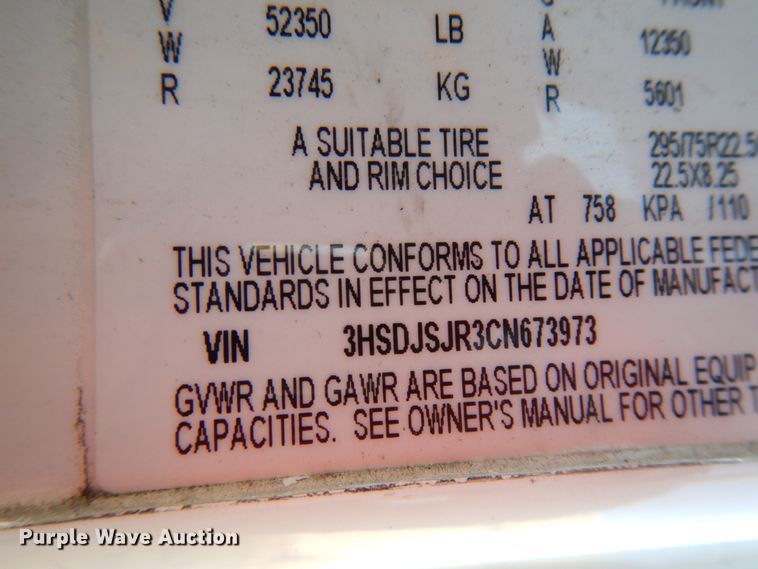 V 52350 LB A 12350
W
W
R 23745 KG R 5601
A SUITABLE TIRE 295/75R22.5
AND RIM CHOICE 22.5X8.25
AT 758 KPA /110
THIS VEHICLE CONFORMS TO ALL APPLICABLE FEDE
STANDARDS IN EFFECT ON THE DATE OF MANUFACT
VIN 3HSDJSJR3CN673973
GVWR AND GAWR ARE BASED ON ORIGINAL EQUIP
CAPACITIES. SEE OWNER'S MANUAL FOR OTHER T
Purple Wave Auction